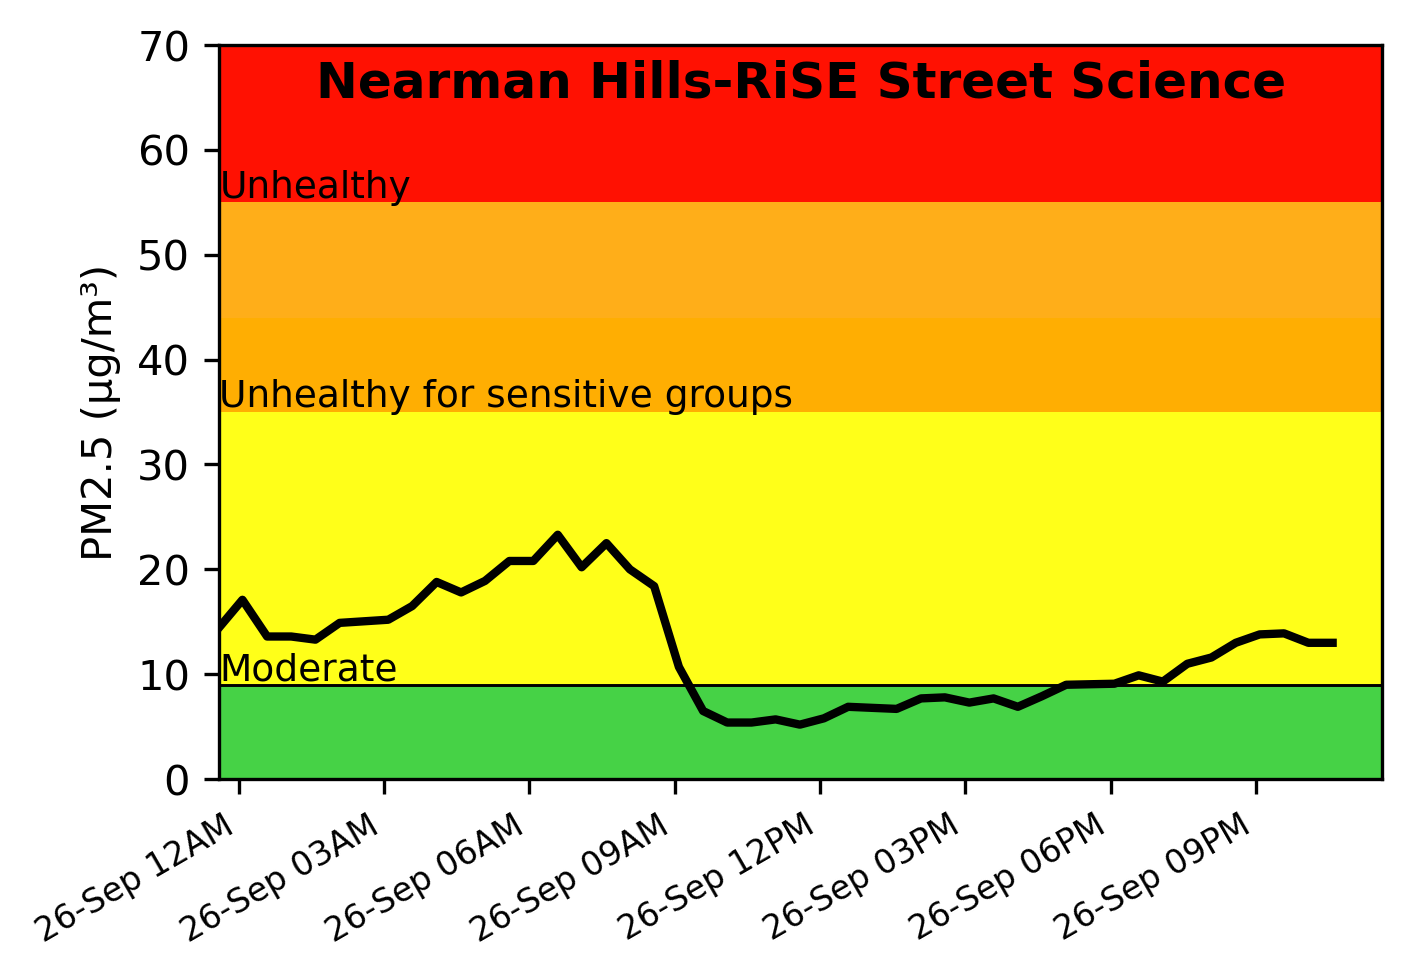 Nearman Hills-RiSE Street Science
70
60
50
40
30
20
10
0
PM2.5 (µg/m³)
Unhealthy
Unhealthy for sensitive groups
Moderate
26-Sep 12AM
26-Sep 03AM
26-Sep 06AM
26-Sep 09AM
26-Sep 12PM
26-Sep 03PM
26-Sep 06PM
26-Sep 09PM